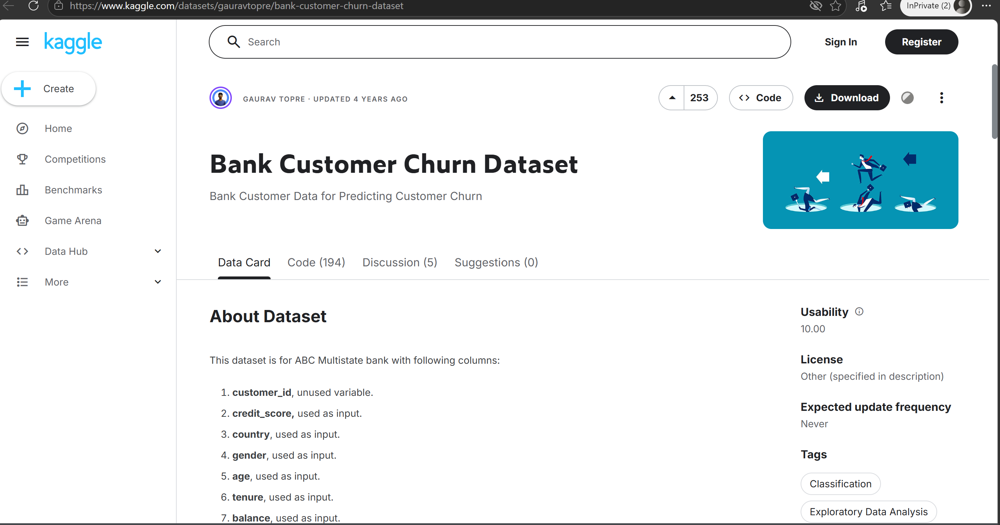 https://www.kaggle.com/datasets/gauravtopre/bank-customer-churn-dataset
InPrivate (2)
kaggle
Search
Sign In
Register
Create
Home
Competitions
Benchmarks
Game Arena
Data Hub
More
GAURAV TOPRE · UPDATED 4 YEARS AGO
253
Code
Download
Bank Customer Churn Dataset
Bank Customer Data for Predicting Customer Churn
Data Card
Code (194)
Discussion (5)
Suggestions (0)
About Dataset
This dataset is for ABC Multistate bank with following columns:
1. customer_id, unused variable.
2. credit_score, used as input.
3. country, used as input.
4. gender, used as input.
5. age, used as input.
6. tenure, used as input.
7. balance, used as input.
Usability
10.00
License
Other (specified in description)
Expected update frequency
Never
Tags
Classification
Exploratory Data Analysis